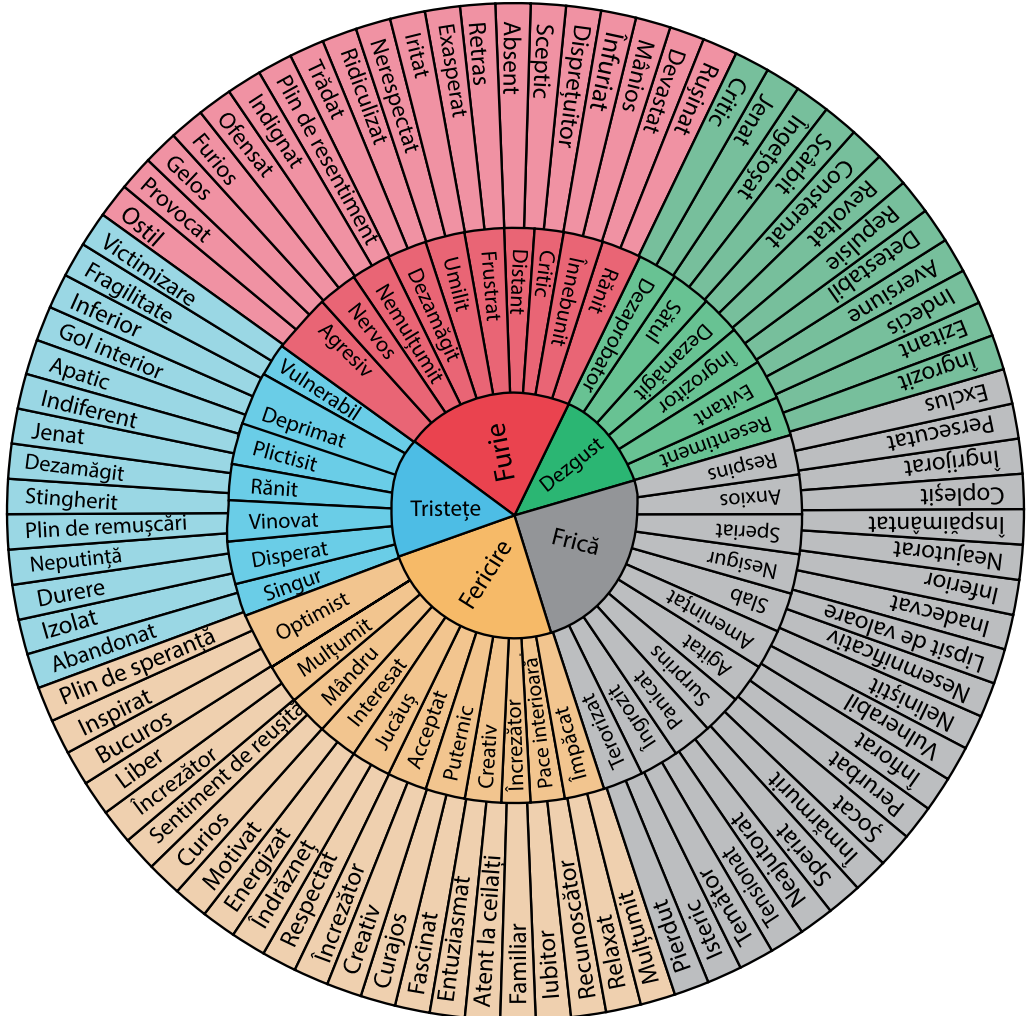 Furie
Dezgust
Frică
Fericire
Tristețe
Agresiv
Nervos
Nemulțumit
Dezamăgit
Umilit
Frustrat
Distant
Critic
Înnebunit
Rănit
Dezaprobator
Sătul
Dezamăgit
Îngrozitor
Evitant
Resentiment
Respins
Anxios
Speriat
Nesigur
Slab
Amenințat
Agitat
Surprins
Panicat
Îngrozit
Terorizat
Împăcat
Pace interioară
Încrezător
Creativ
Puternic
Acceptat
Jucăuș
Interesat
Mândru
Mulțumit
Optimist
Singur
Disperat
Vinovat
Rănit
Plictisit
Deprimat
Vulnerabil
Ostil
Provocat
Gelos
Furios
Ofensat
Indignat
Plin de resentiment
Trădat
Ridiculizat
Nerespectat
Iritat
Exasperat
Retras
Absent
Sceptic
Disprețuitor
Înfuriat
Mânios
Devastat
Rușinat
Critic
Jenat
Îngețoșat
Scârbit
Consternat
Revoltat
Repulsie
Detestabil
Aversiune
Indecis
Ezitant
Îngrozit
Exclus
Persecutat
Îngrijorat
Copleșit
Înspăimântat
Neajutorat
Inferior
Inadecvat
Lipsit de valoare
Nesemnificativ
Neliniștit
Vulnerabil
Înfiorat
Perurbat
Șocat
Înmărmurit
Speriat
Neajutorat
Tensionat
Temător
Isteric
Pierdut
Mulțumit
Relaxat
Recunoscător
Iubitor
Familiar
Atent la ceilalți
Entuziasmat
Fascinat
Curajos
Creativ
Încrezător
Respectat
Îndrăzneț
Energizat
Motivat
Curios
Sentiment de reușită
Încrezător
Liber
Bucuros
Inspirat
Plin de speranță
Abandonat
Izolat
Durere
Neputință
Plin de remușcări
Stingherit
Dezamăgit
Jenat
Indiferent
Apatic
Gol interior
Inferior
Fragilitate
Victimizare